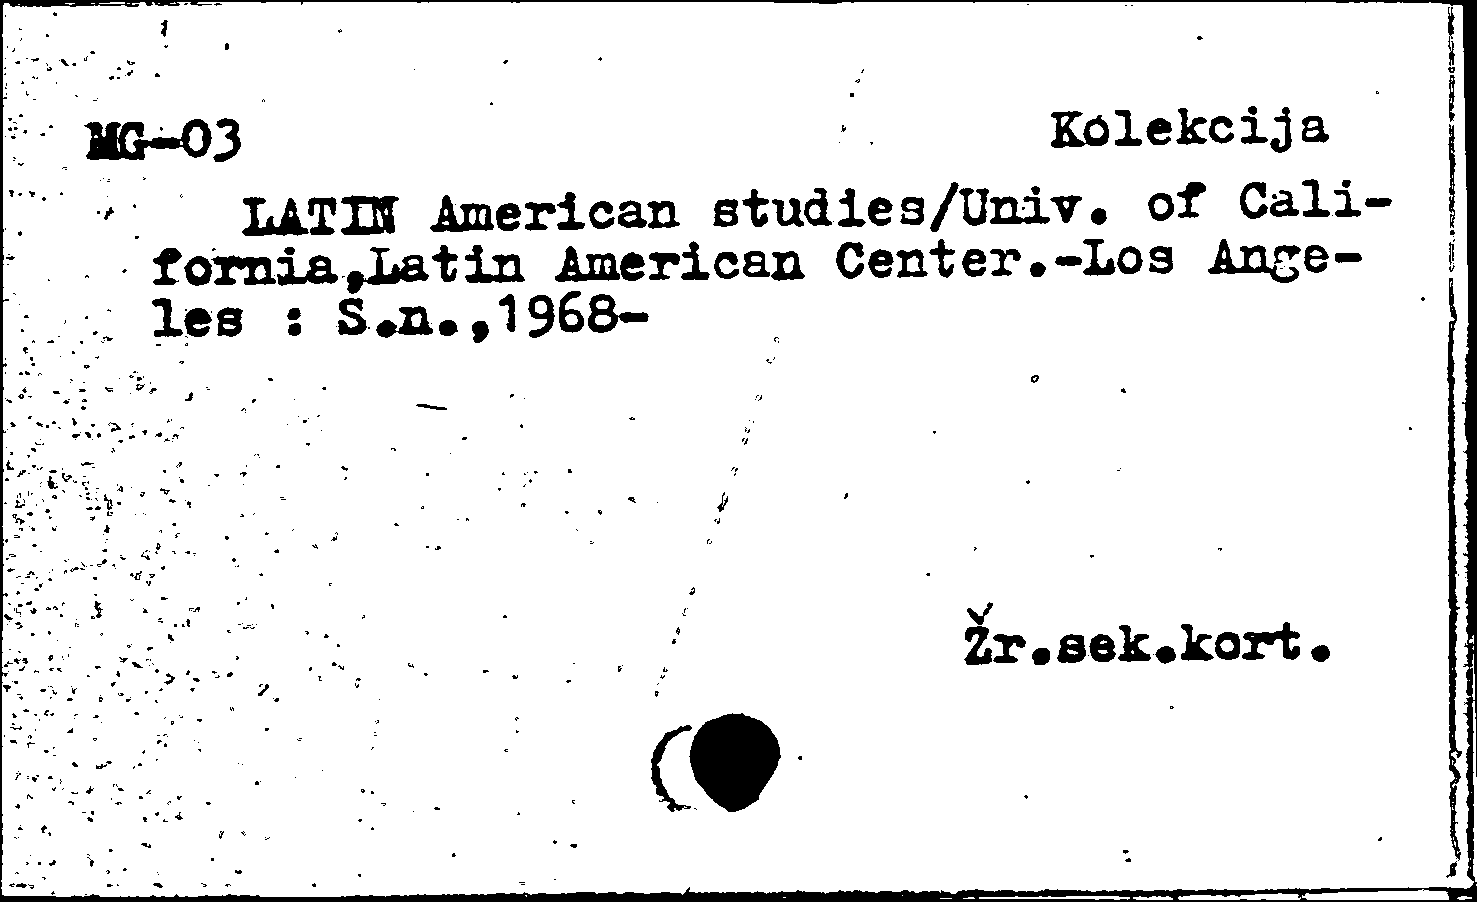 MG-03 Kolekcija
LATIN American studies/Univ. of Cali-
fornia,Latin American Center.-Los Ange-
les : S.n.,1968-
Žr.sek.kort.